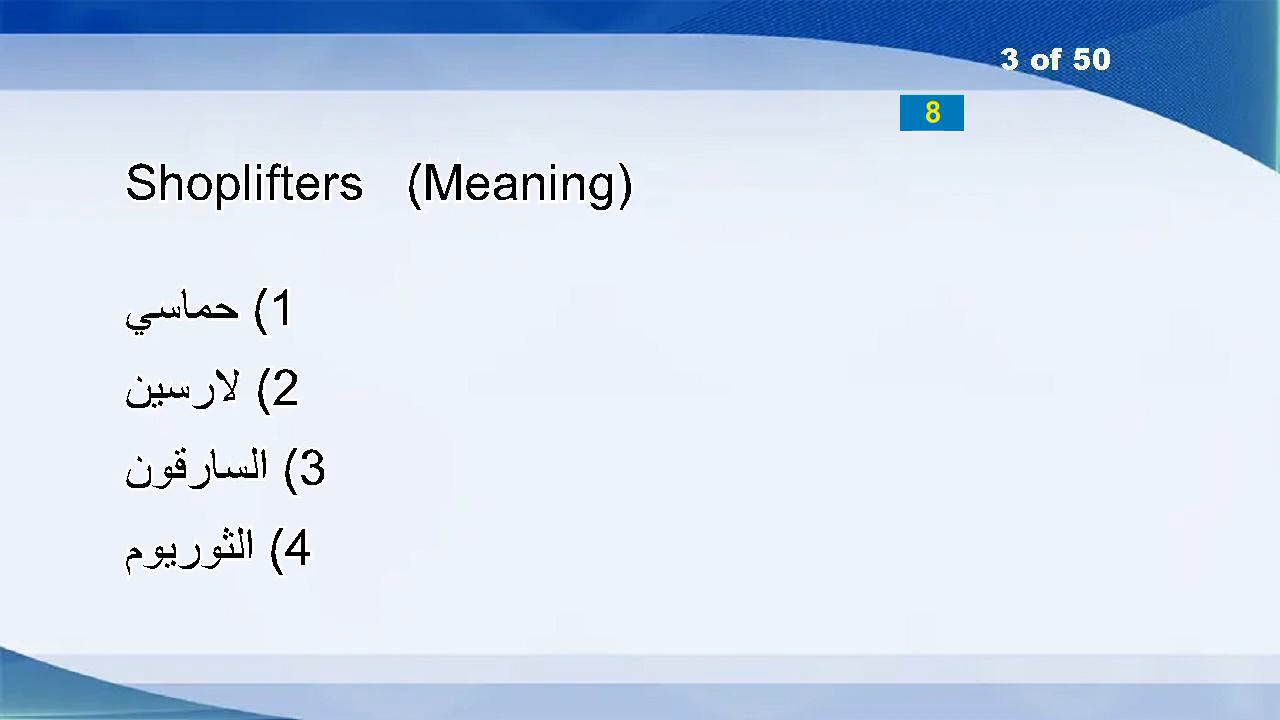 3 of 50
8
Shoplifters (Meaning)
1) حماسي
2) لارسين
3) السارقون
4) الثوريوم